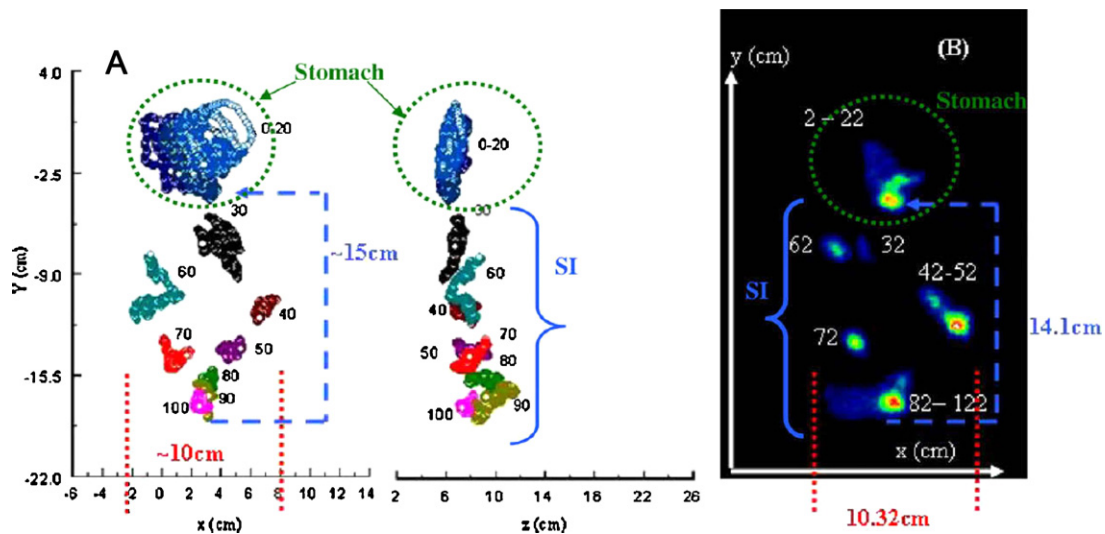 A
Stomach
4.0
-2.5
-9.0
-15.5
-22.0
Y (cm)
0-20
30
60
40
70
50
80
90
100
~15cm
~10cm
-6 -4 -2 0 2 4 6 8 10 12 14
x (cm)
0-20
30
60
40
70
50
80
90
100
SI
2 6 10 14 18 22 26
z (cm)
(B)
y (cm)
Stomach
2 – 22
62
32
42-52
SI
72
14.1cm
82– 122
x (cm)
10.32cm